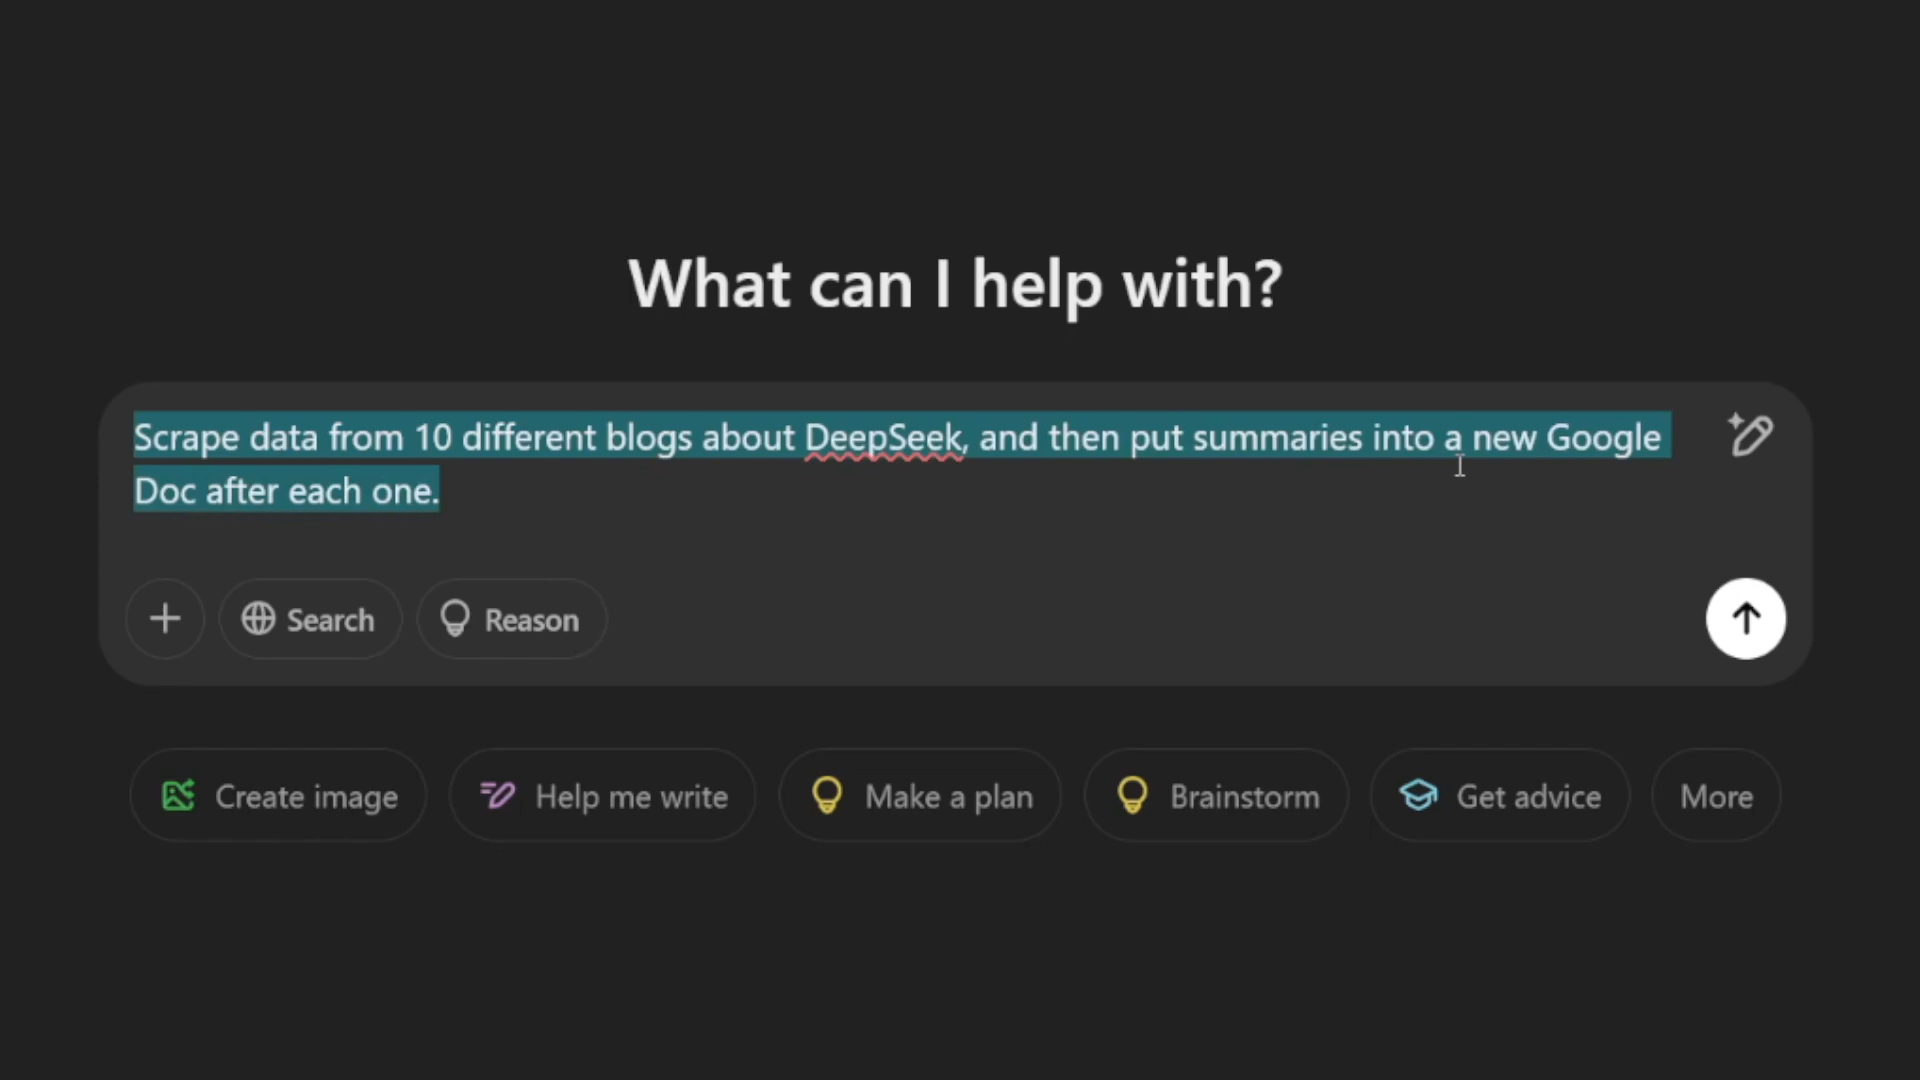 What can I help with?
Scrape data from 10 different blogs about DeepSeek, and then put summaries into a new Google
Doc after each one.
Search
Reason
Create image
Help me write
Make a plan
Brainstorm
Get advice
More